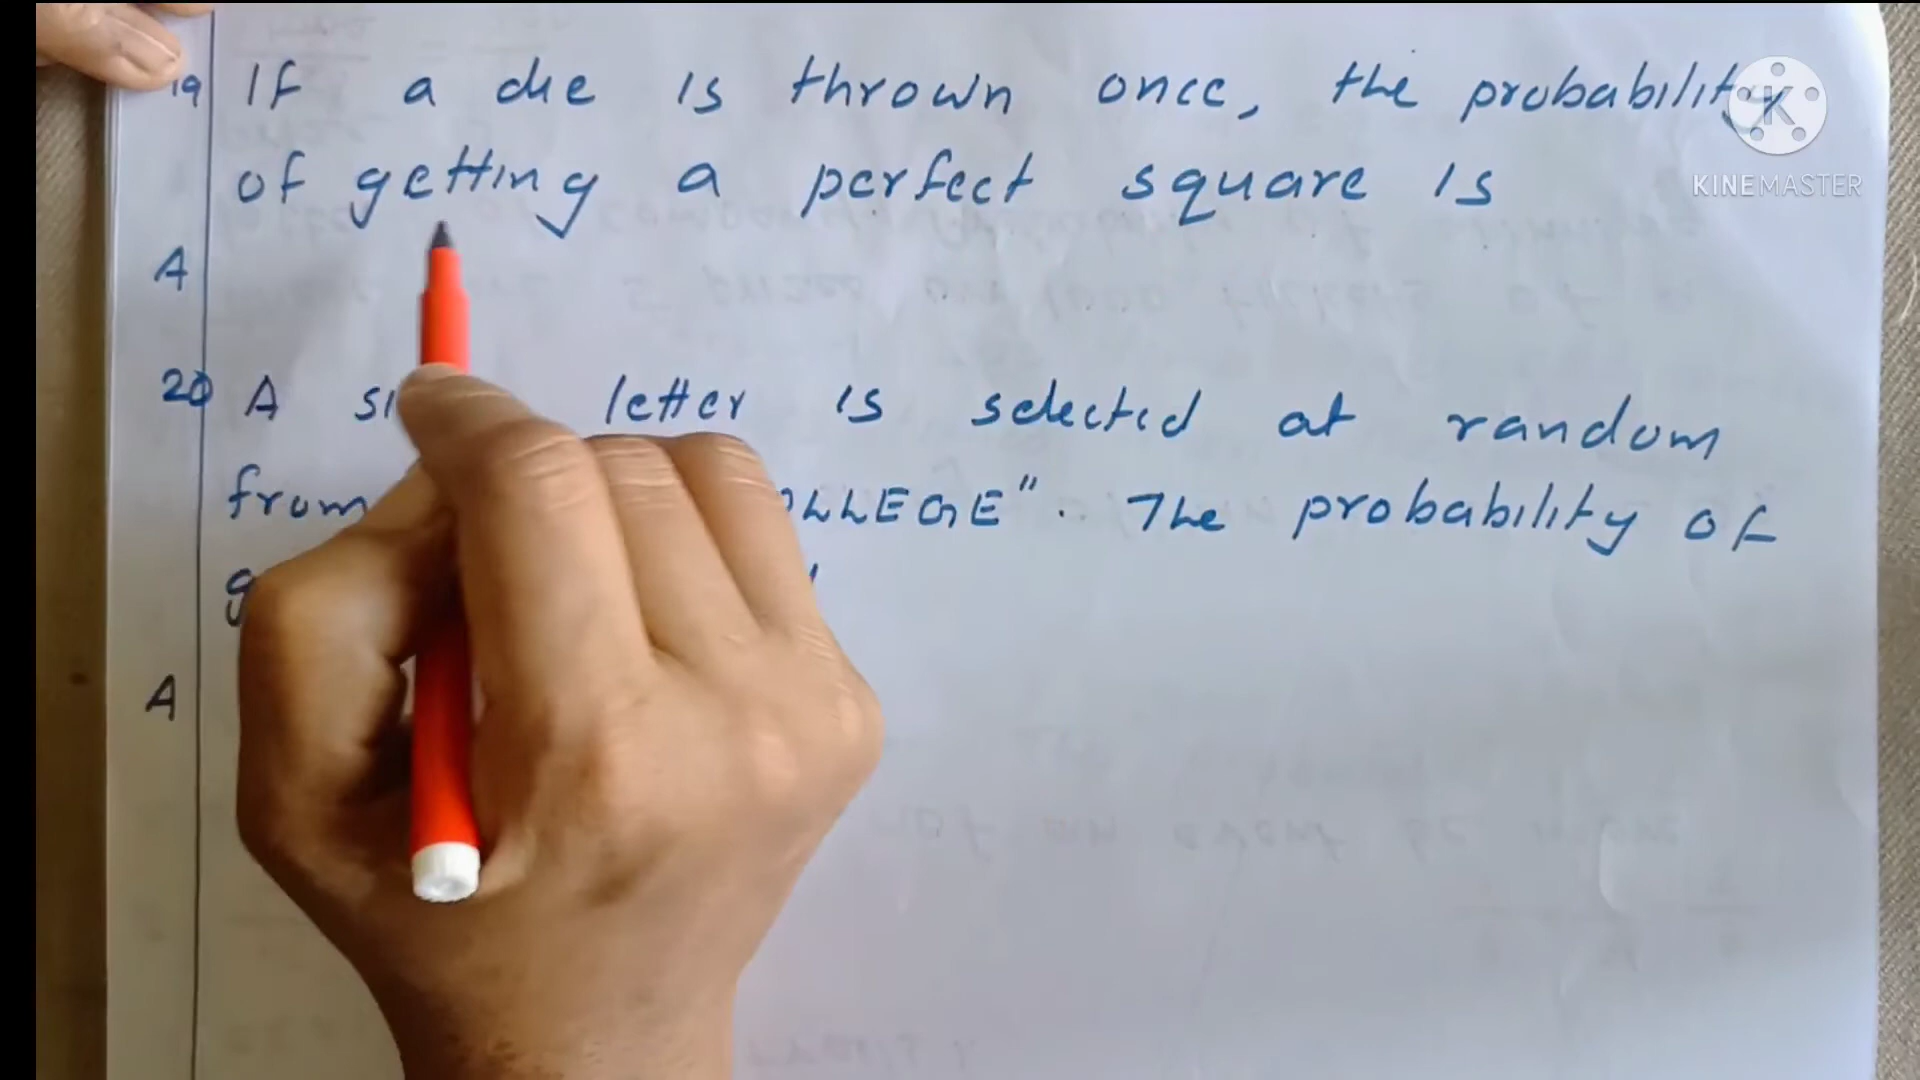 19 If a die is thrown once, the probability
of getting a perfect square is
A
20 A letter is selected at random
from OLLEGE". The probability of
A
K
KINEMASTER